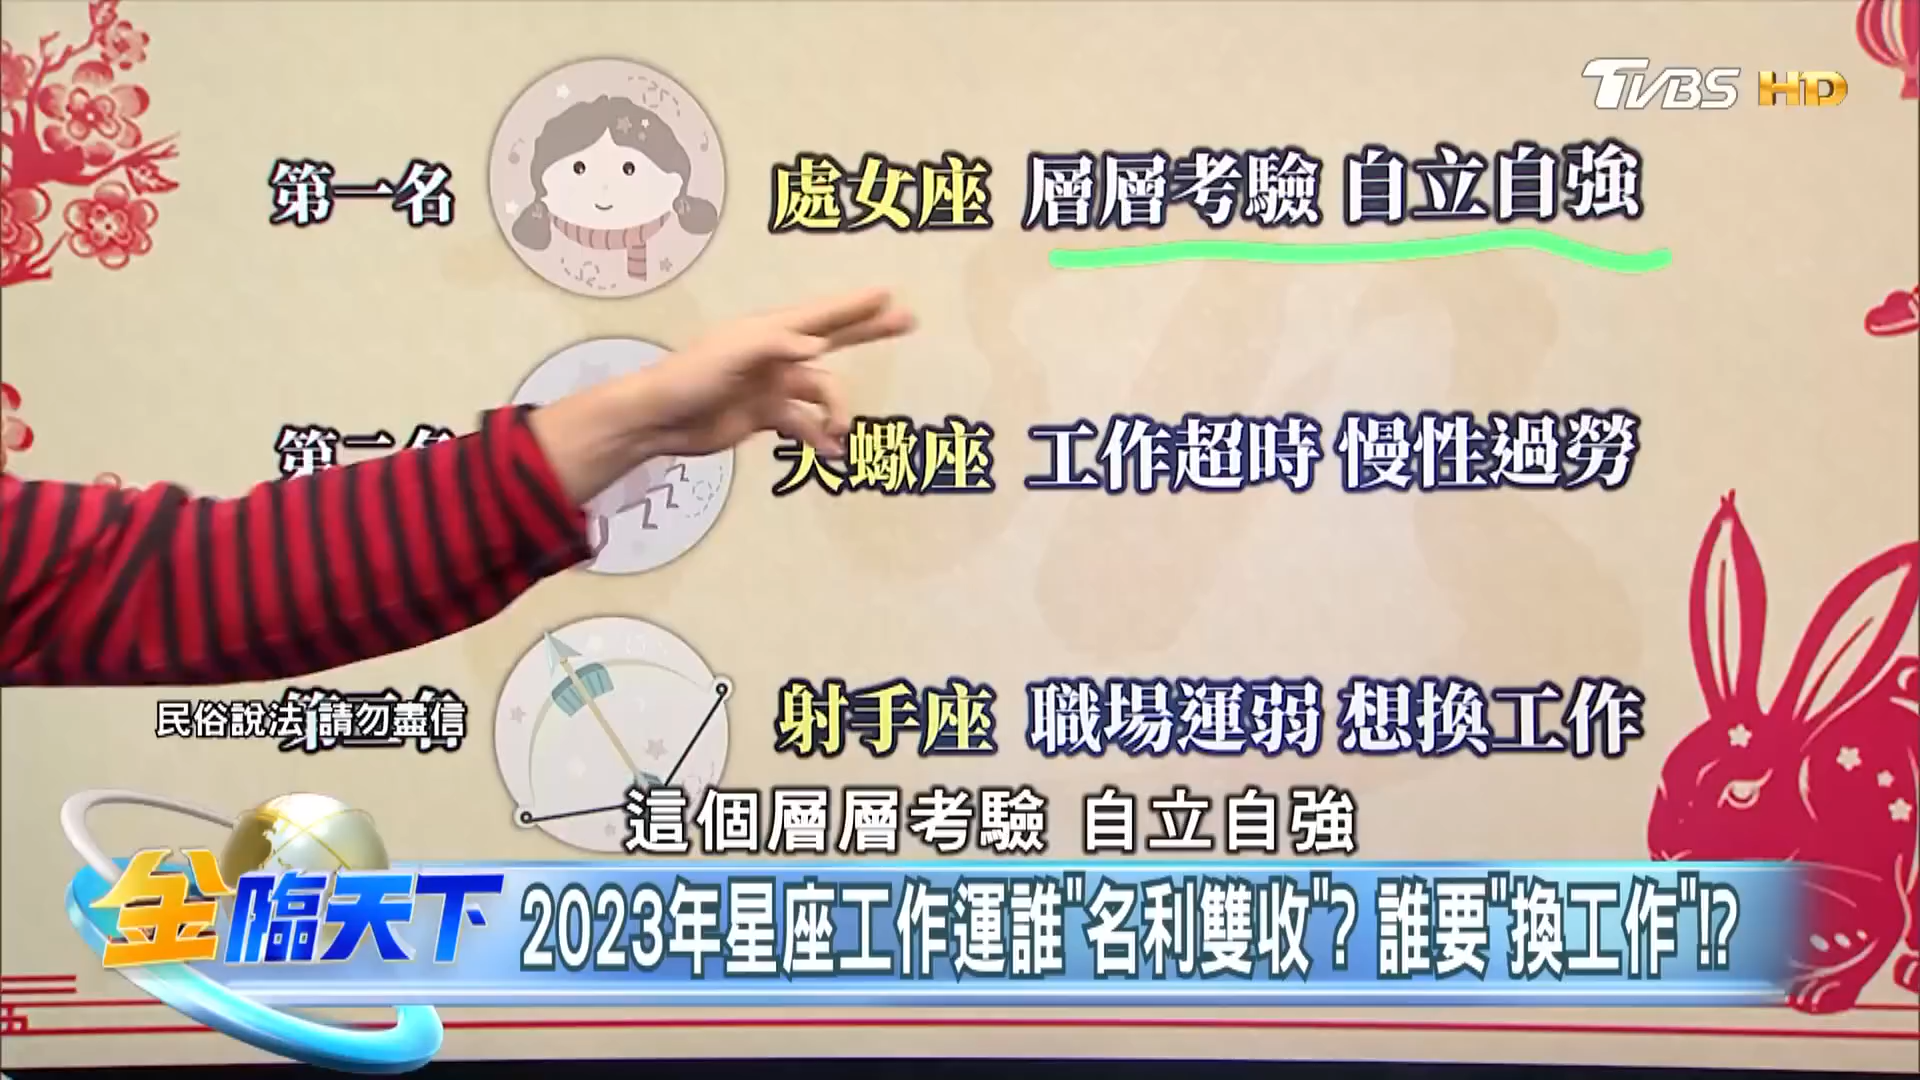 TVBS HD
第一名 處女座 層層考驗 自立自強
第二名 天蠍座 工作超時 慢性過勞
射手座 職場運弱 想換工作
民俗說法 請勿盡信
這個層層考驗 自立自強
金臨天下 2023年星座工作運誰"名利雙收"? 誰要"換工作"!?